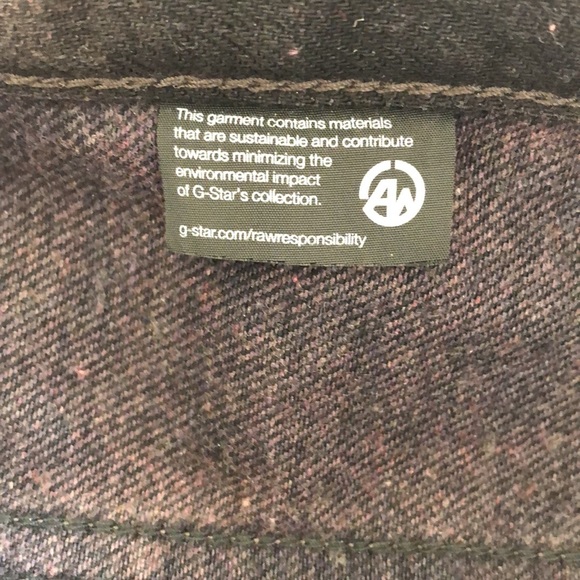 This garment contains materials
that are sustainable and contribute
towards minimizing the
environmental impact
of G-Star's collection.
g-star.com/rawresponsibility
RAW